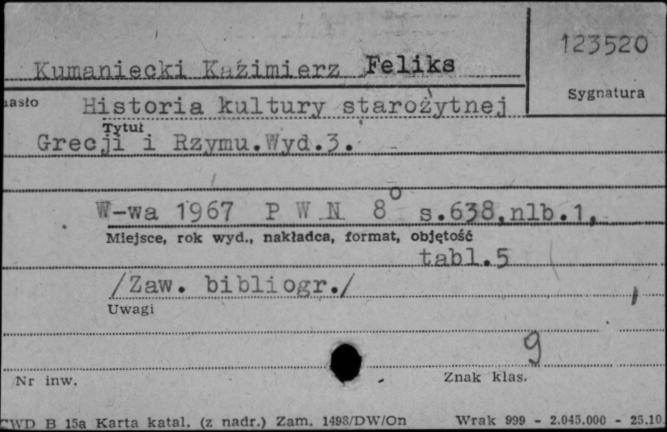 123520
Kumaniecki Kaźimierz Feliks
Sygnatura
Historia kultury starożytnej
Tytuł
Grecji i Rzymu.Wyd.3.
W-wa 1967 P W N 8° s.638,nlb.1,
Miejsce, rok wyd., nakładca, format, objętość
tabl.5
/Zaw. bibliogr./
Uwagi
9
Nr inw.
Znak klas.
CWD B 15a Karta katal. (z nadr.) Zam. 1493/DW/On Wrak 999 - 2.045.000 - 25.10